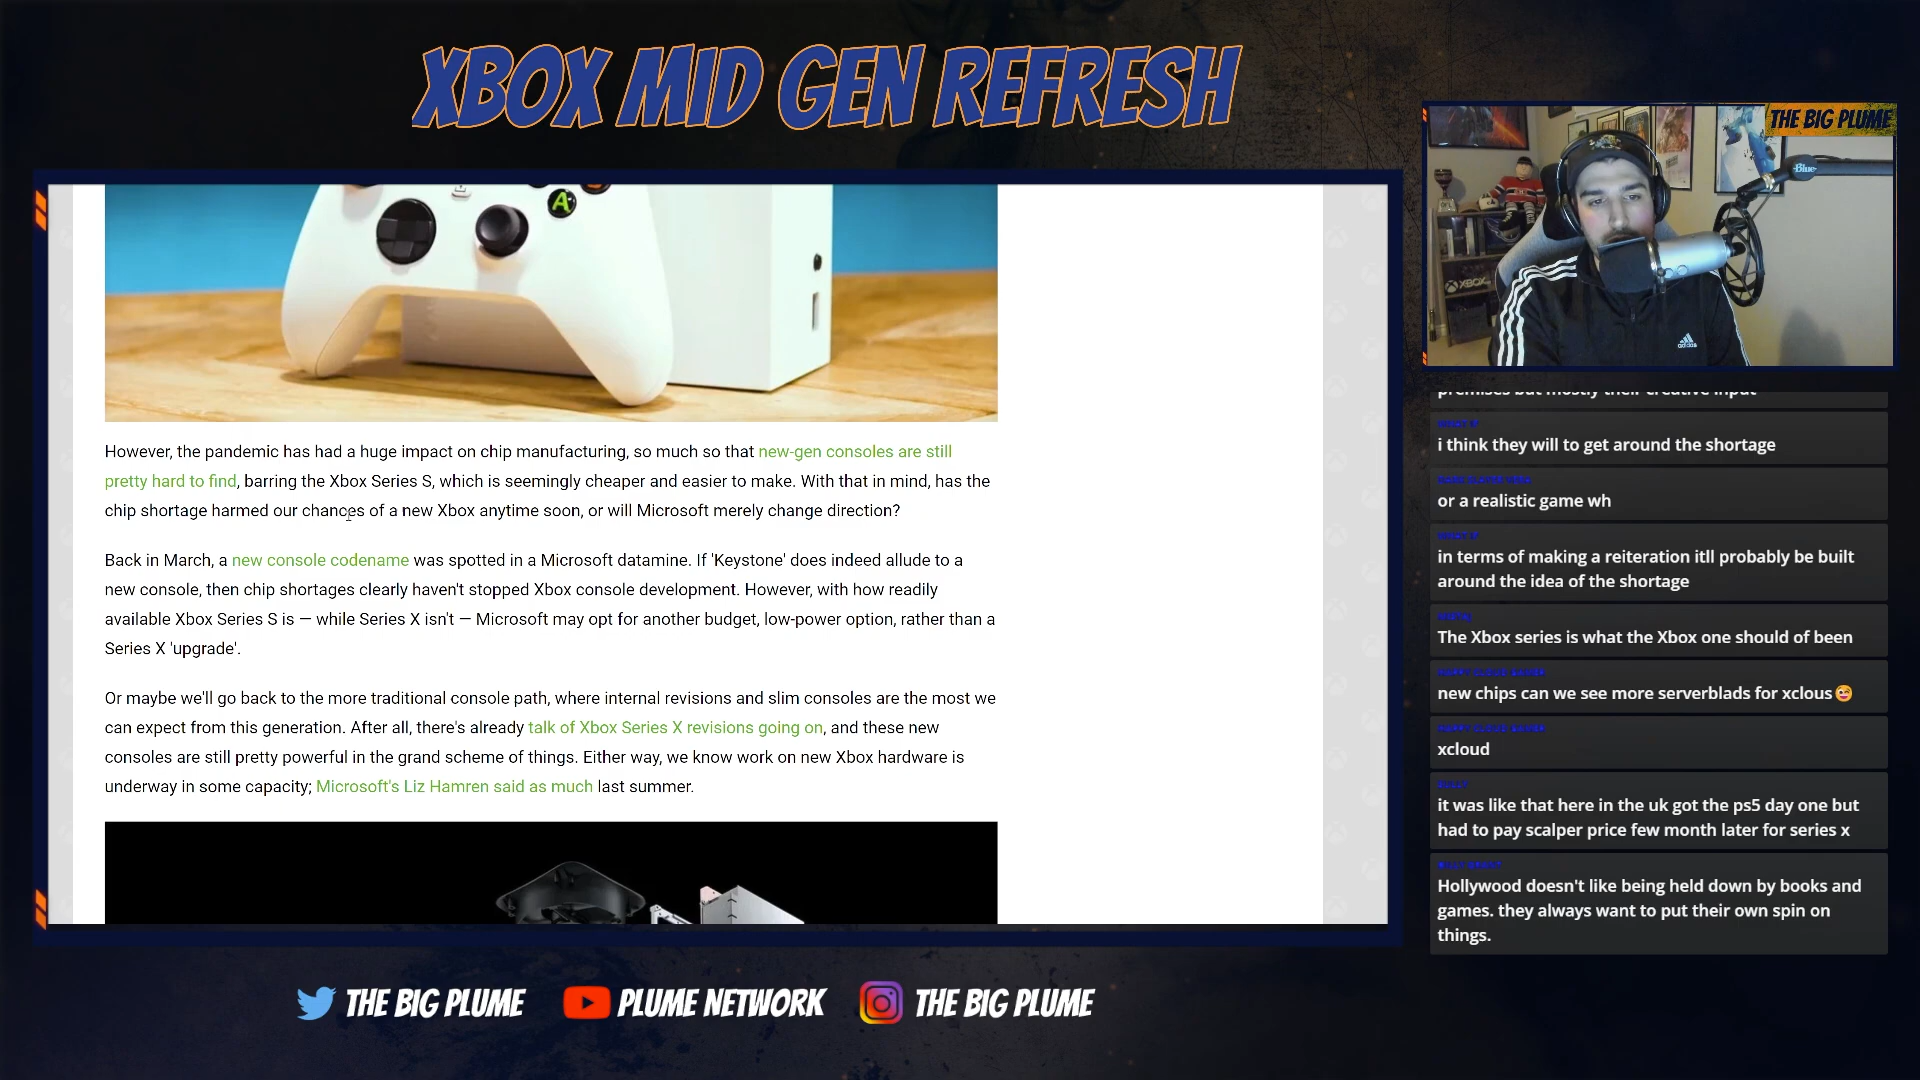 XBOX MID GEN REFRESH
THE BIG PLUME
Blue
XBOX
adidas
A
However, the pandemic has had a huge impact on chip manufacturing, so much so that new-gen consoles are still
pretty hard to find, barring the Xbox Series S, which is seemingly cheaper and easier to make. With that in mind, has the
chip shortage harmed our chances of a new Xbox anytime soon, or will Microsoft merely change direction?
Back in March, a new console codename was spotted in a Microsoft datamine. If 'Keystone' does indeed allude to a
new console, then chip shortages clearly haven't stopped Xbox console development. However, with how readily
available Xbox Series S is — while Series X isn't — Microsoft may opt for another budget, low-power option, rather than a
Series X 'upgrade'.
Or maybe we'll go back to the more traditional console path, where internal revisions and slim consoles are the most we
can expect from this generation. After all, there's already talk of Xbox Series X revisions going on, and these new
consoles are still pretty powerful in the grand scheme of things. Either way, we know work on new Xbox hardware is
underway in some capacity; Microsoft's Liz Hamren said as much last summer.
premises but mostly their creative input
i think they will to get around the shortage
or a realistic game wh
in terms of making a reiteration itll probably be built
around the idea of the shortage
The Xbox series is what the Xbox one should of been
new chips can we see more serverblads for xclous😅
xcloud
it was like that here in the uk got the ps5 day one but
had to pay scalper price few month later for series x
Hollywood doesn't like being held down by books and
games. they always want to put their own spin on
things.
THE BIG PLUME
PLUME NETWORK
THE BIG PLUME